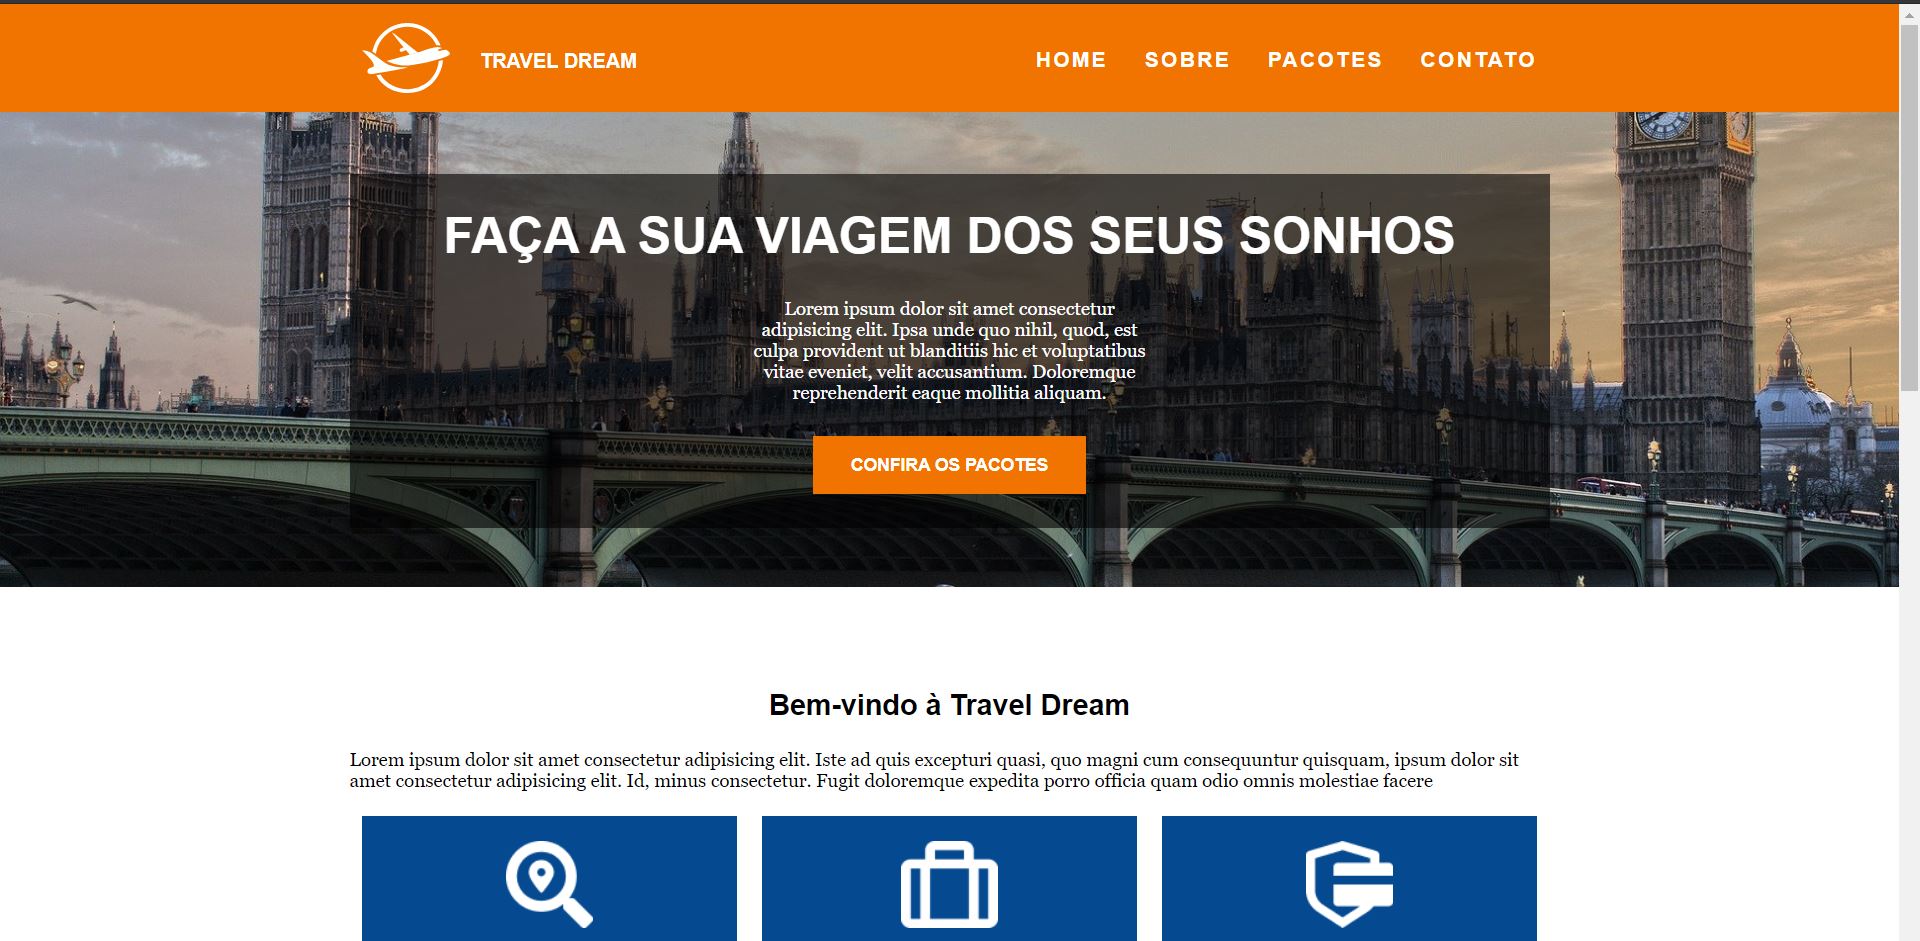 TRAVEL DREAM
HOME SOBRE PACOTES CONTATO
FAÇA A SUA VIAGEM DOS SEUS SONHOS
Lorem ipsum dolor sit amet consectetur
adipisicing elit. Ipsa unde quo nihil, quod, est
culpa provident ut blanditiis hic et voluptatibus
vitae eveniet, velit accusantium. Doloremque
reprehenderit eaque mollitia aliquam.
CONFIRA OS PACOTES
Bem-vindo à Travel Dream
Lorem ipsum dolor sit amet consectetur adipisicing elit. Iste ad quis excepturi quasi, quo magni cum consequuntur quisquam, ipsum dolor sit
amet consectetur adipisicing elit. Id, minus consectetur. Fugit doloremque expedita porro officia quam odio omnis molestiae facere